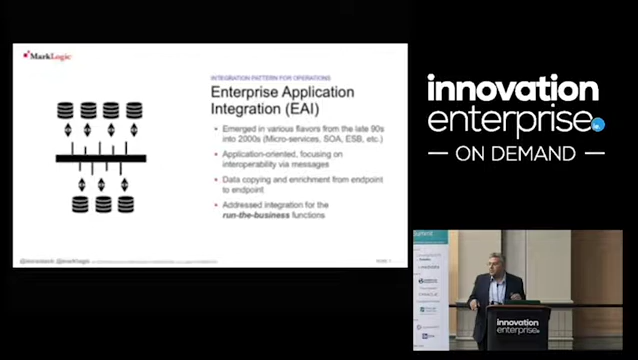 MarkLogic
INTEGRATION PATTERN FOR OPERATIONS
Enterprise Application
Integration (EAI)
• Emerged in various flavors from the late 90s
into 2000s (Micro-services, SOA, ESB, etc.)
• Application-oriented, focusing on
interoperability via messages
• Data copying and enrichment from endpoint
to endpoint
• Addressed integration for the
run-the-business functions
innovation
enterprise
ie.
— ON DEMAND —
innovation
enterprise